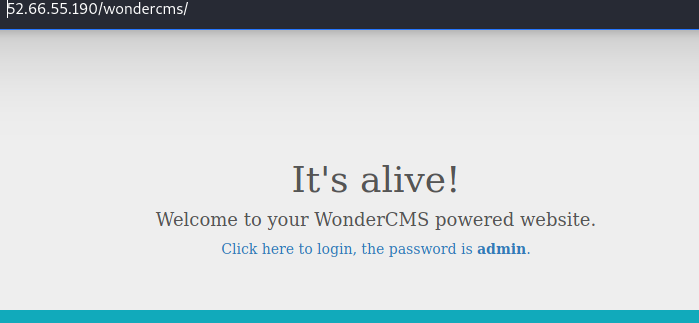 52.66.55.190/wondercms/
It's alive!
Welcome to your WonderCMS powered website.
Click here to login, the password is admin.